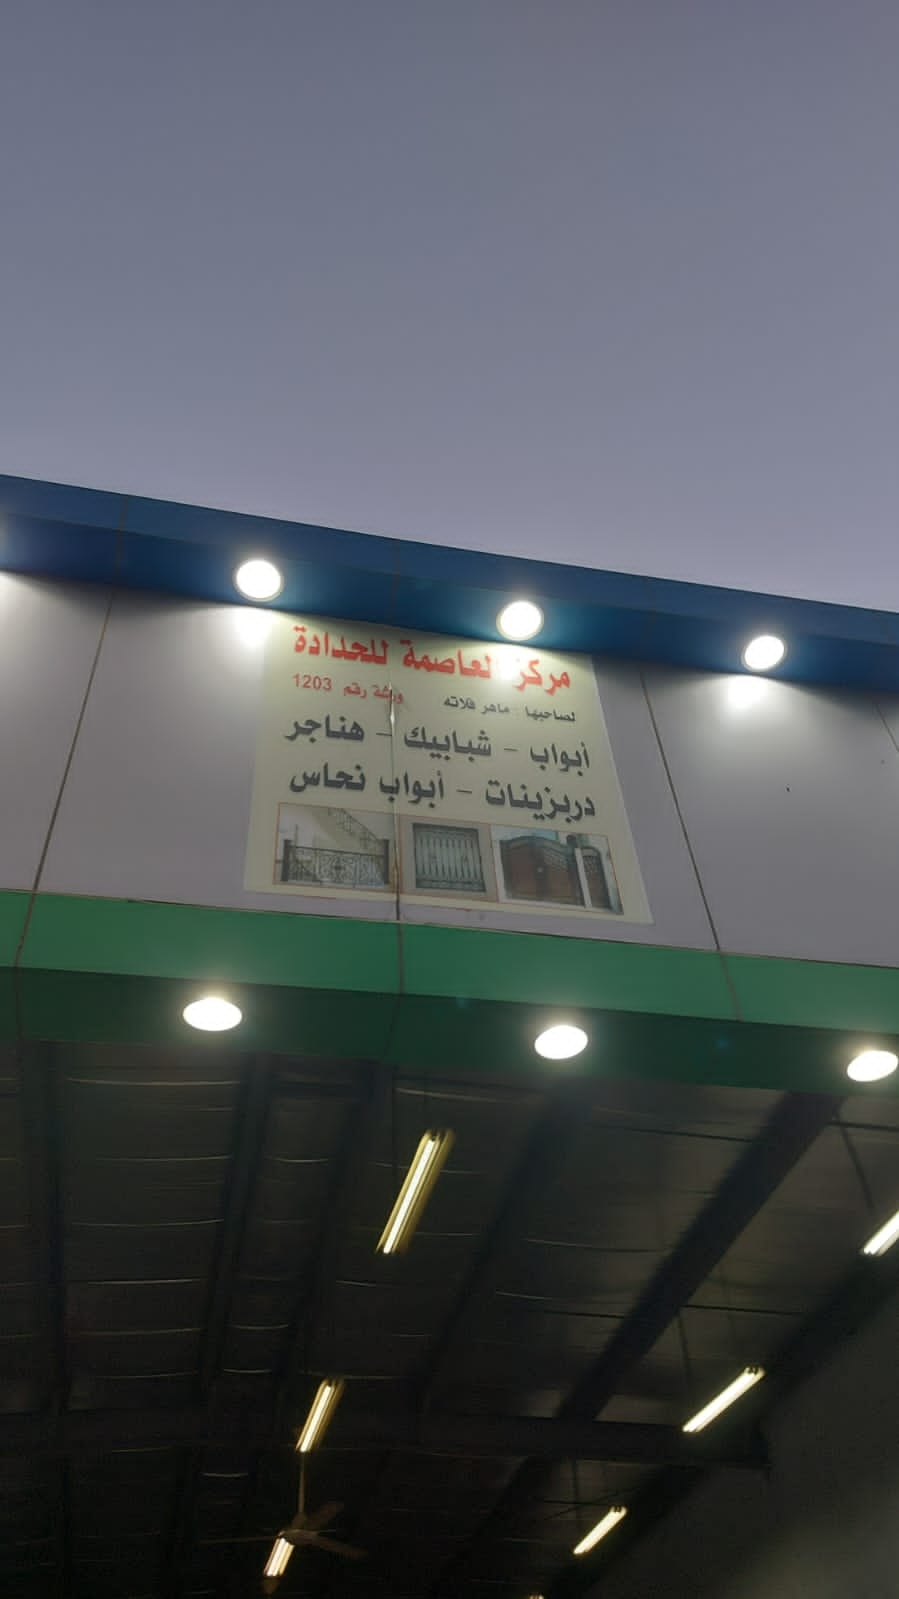 مركز العاصمة للحدادة
لصاحبها : ماهر فلاته ورشة رقم 1203
أبواب - شبابيك - هناجر
دربزينات - أبواب نحاس